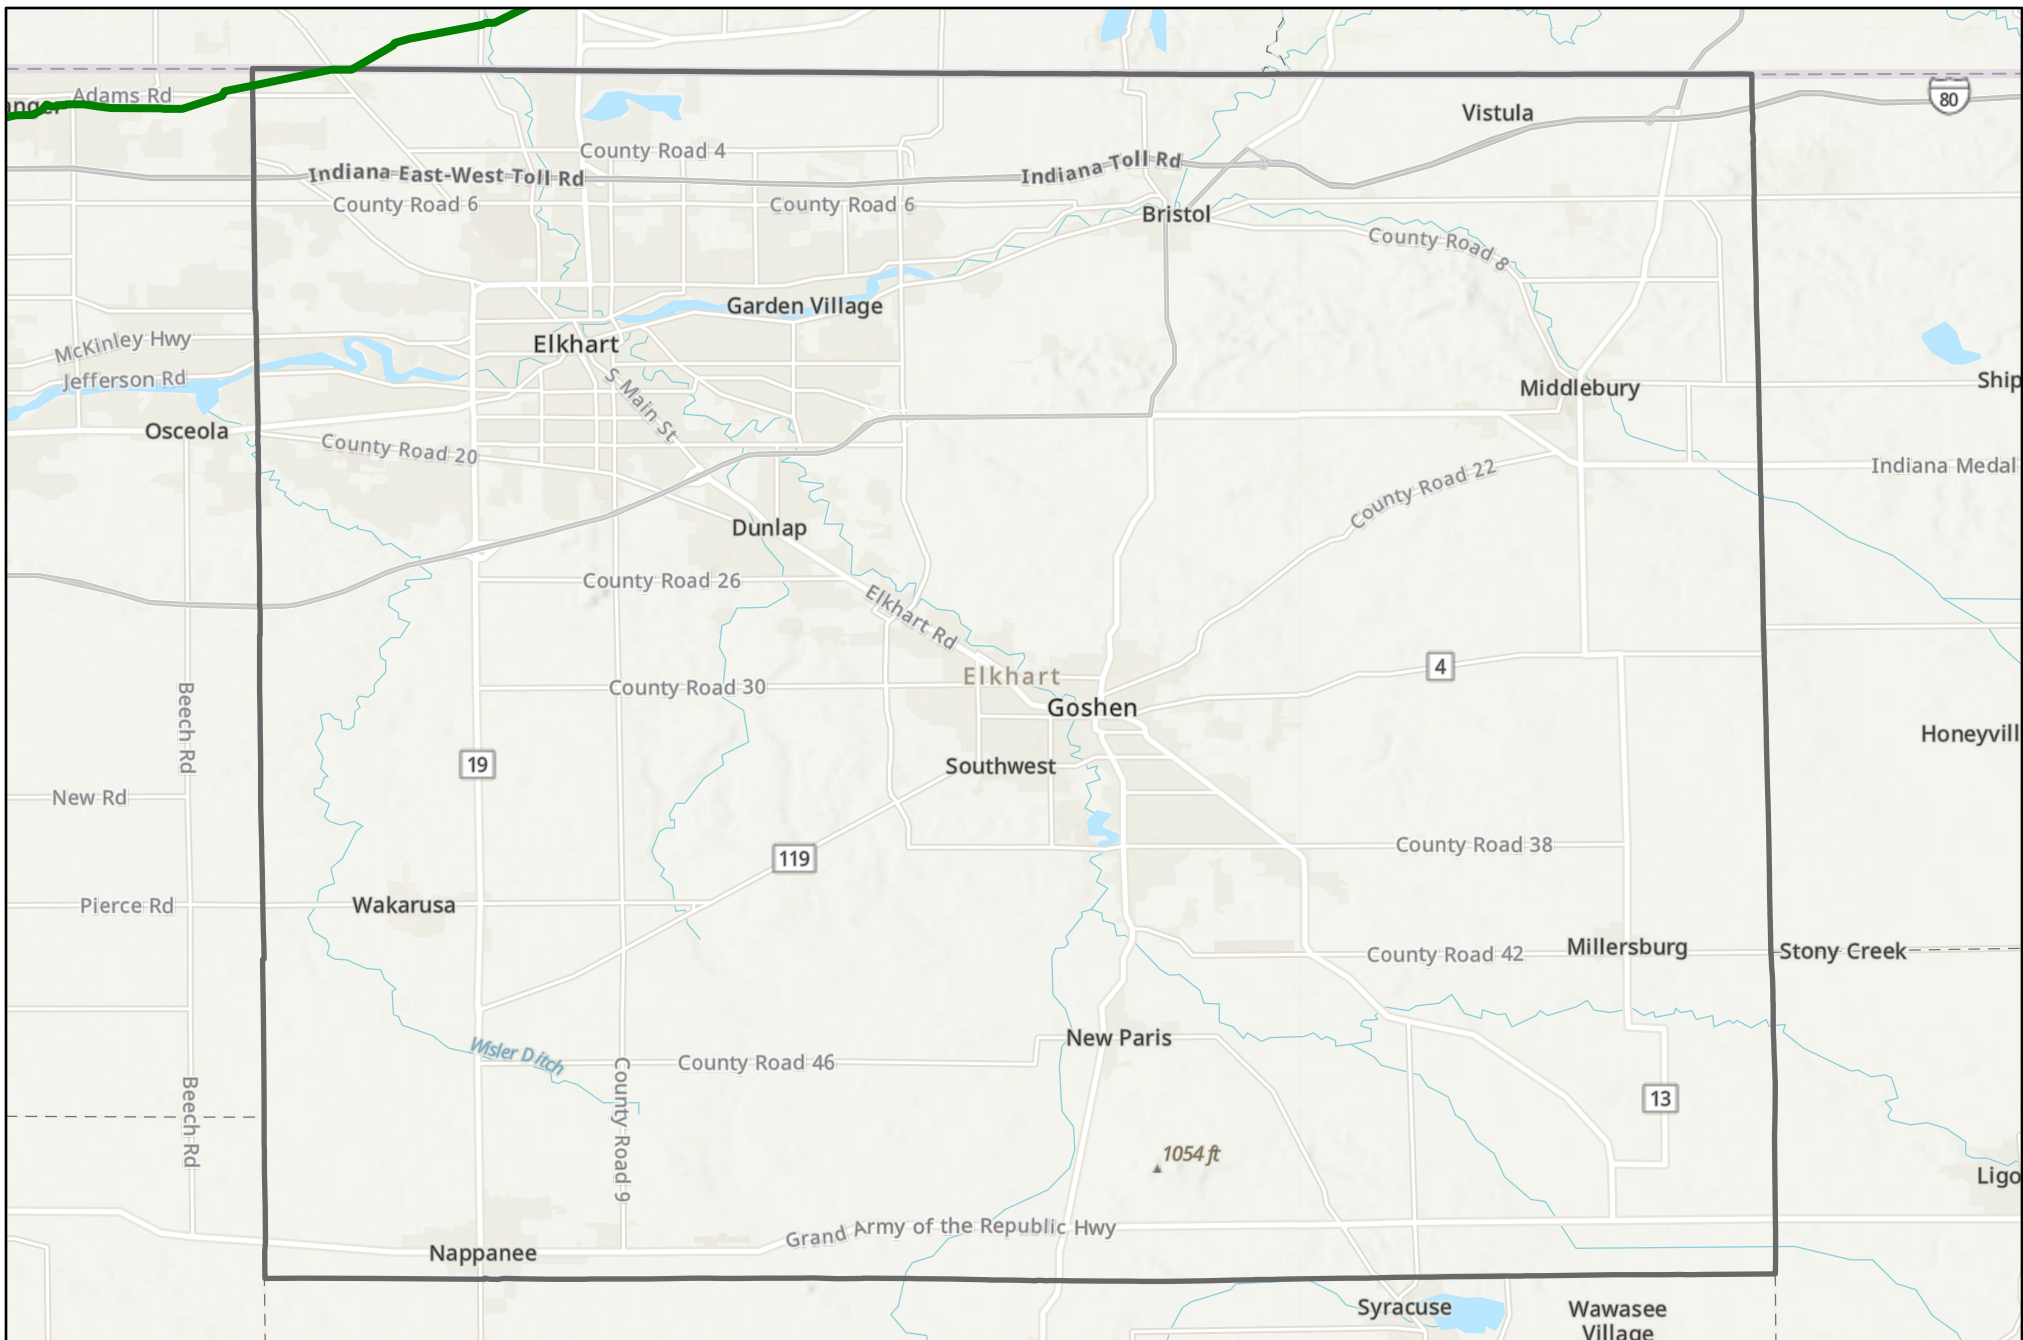 Adams Rd
80
Vistula
County Road 4
Indiana East-West Toll Rd
Indiana Toll Rd
County Road 6
County Road 6
Bristol
County Road 8
Garden Village
McKinley Hwy
Elkhart
Jefferson Rd
S Main St
Middlebury
Ship
Osceola
County Road 20
County Road 22
Indiana Medal
Dunlap
County Road 26
Elkhart Rd
Elkhart
4
County Road 30
Goshen
Beech Rd
19
Southwest
Honeyvill
New Rd
119
County Road 38
Pierce Rd
Wakarusa
County Road 42
Millersburg
Stony Creek
New Paris
Wisler Ditch
County Road 46
County Road 9
Beech Rd
13
1054 ft
Ligo
Grand Army of the Republic Hwy
Nappanee
Syracuse
Wawasee
Village